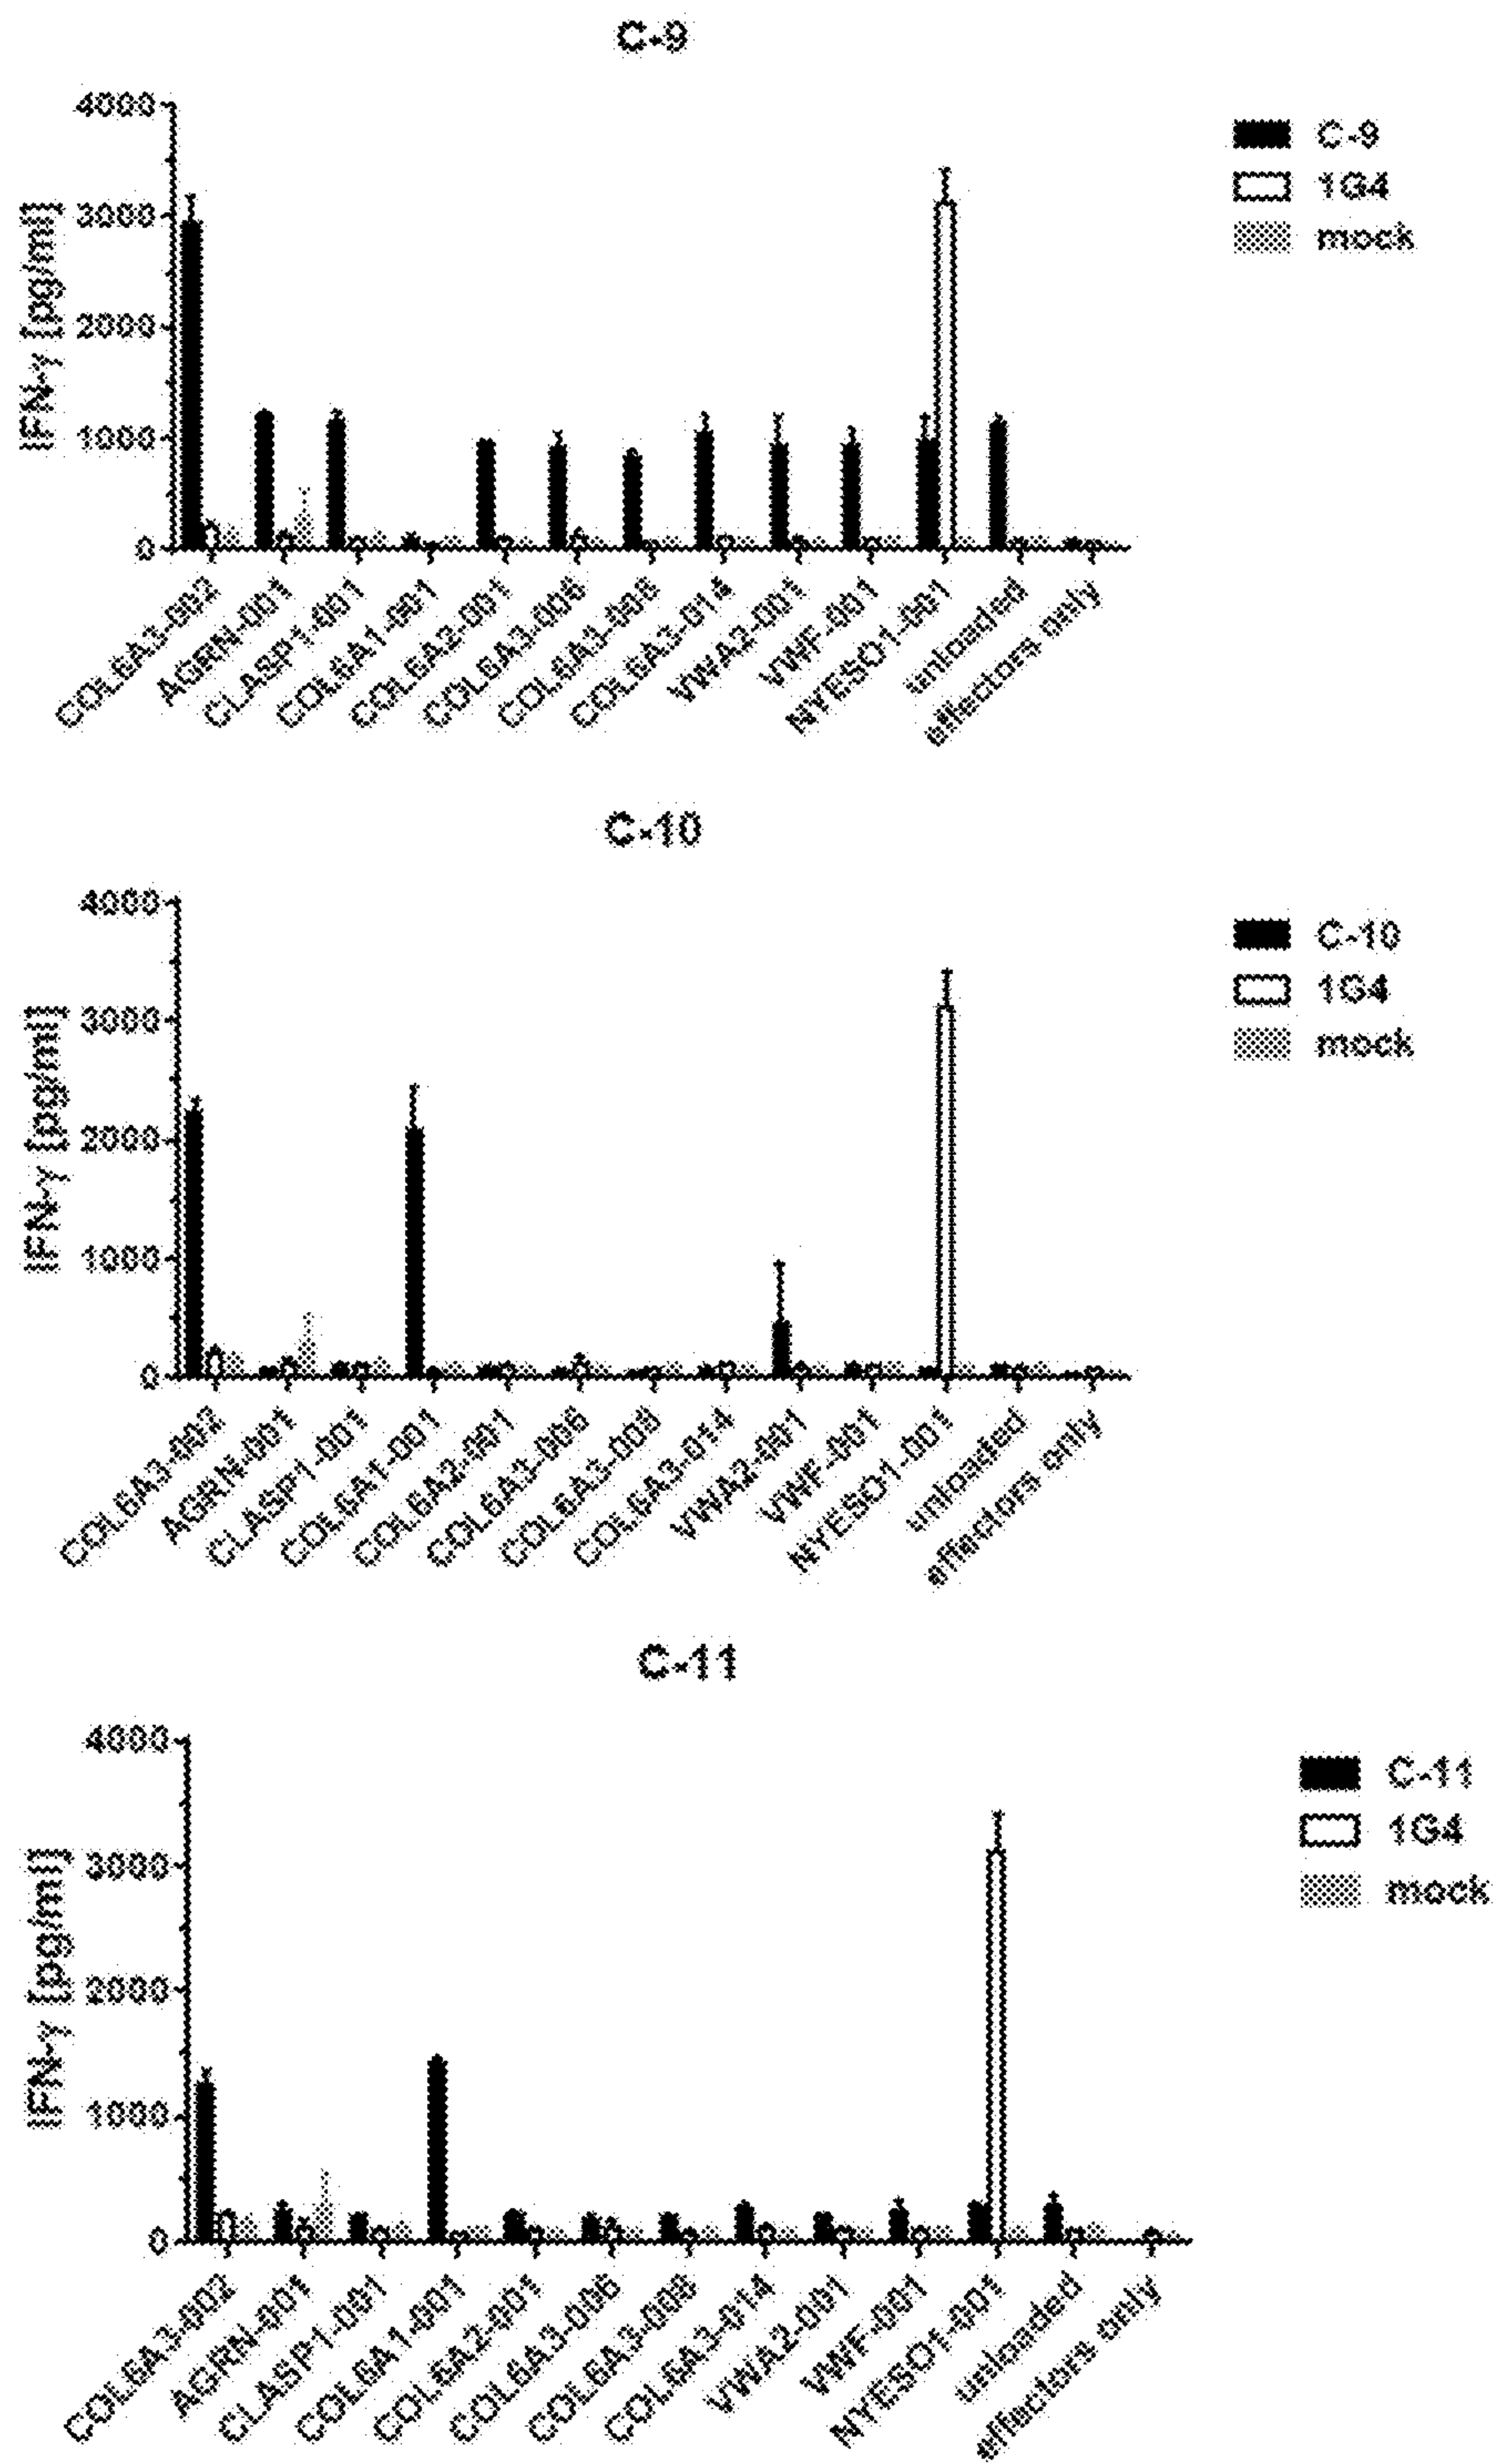 C-9
4000
3000
2000
1000
0
IFN-γ [pg/ml]
C-9
1G4
mock
COL6A3-002
AGRN-001
CLASP1-001
COL6A1-001
COL6A2-001
COL6A3-006
COL6A3-008
COL6A3-014
VWA2-001
VWF-001
NYESO1-001
unloaded
effectors only
C-10
4000
3000
2000
1000
0
IFN-γ [pg/ml]
C-10
1G4
mock
COL6A3-002
AGRN-001
CLASP1-001
COL6A1-001
COL6A2-001
COL6A3-006
COL6A3-008
COL6A3-014
VWA2-001
VWF-001
NYESO1-001
unloaded
effectors only
C-11
4000
3000
2000
1000
0
IFN-γ [pg/ml]
C-11
1G4
mock
COL6A3-002
AGRN-001
CLASP1-001
COL6A1-001
COL6A2-001
COL6A3-006
COL6A3-008
COL6A3-014
VWA2-001
VWF-001
NYESO1-001
unloaded
effectors only